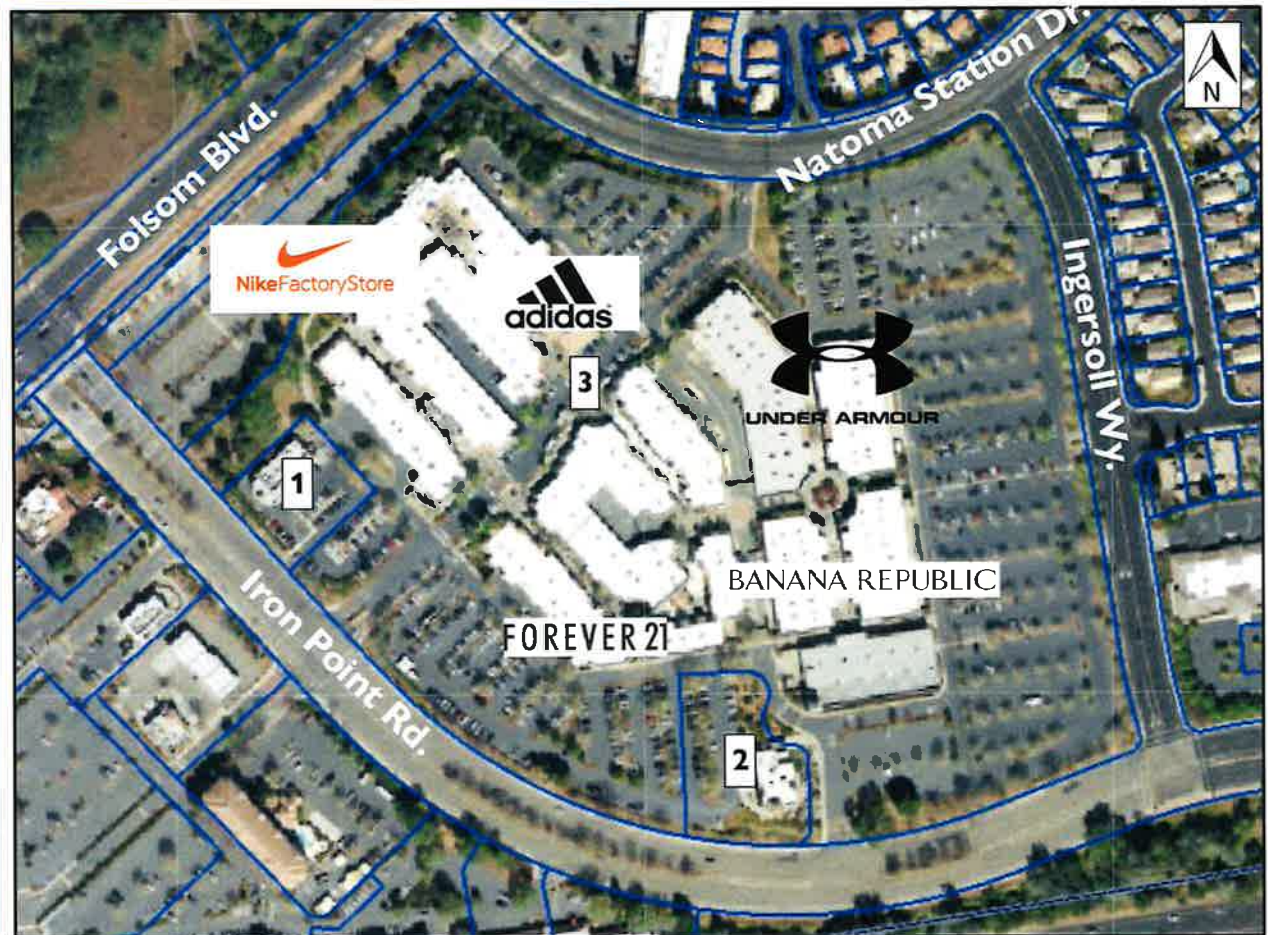 Natoma Station Dr.
N
Folsom Blvd.
NikeFactoryStore
adidas
Ingersoll Wy.
3
UNDER ARMOUR
1
BANANA REPUBLIC
Iron Point Rd.
FOREVER 21
2